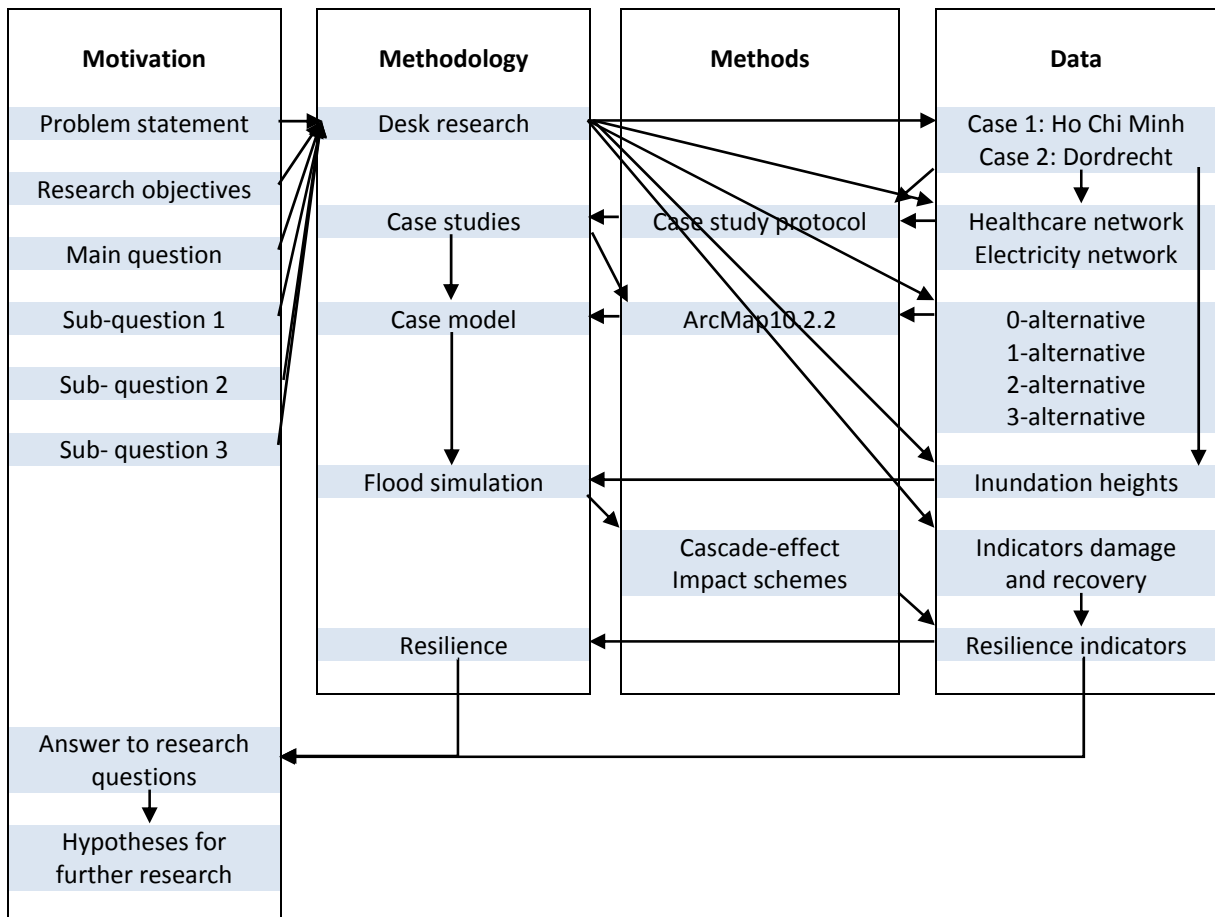 Motivation
Problem statement
Research objectives
Main question
Sub-question 1
Sub- question 2
Sub- question 3
Answer to research
questions
Hypotheses for
further research
Methodology
Desk research
Case studies
Case model
Flood simulation
Resilience
Methods
Case study protocol
ArcMap10.2.2
Cascade-effect
Impact schemes
Data
Case 1: Ho Chi Minh
Case 2: Dordrecht
Healthcare network
Electricity network
0-alternative
1-alternative
2-alternative
3-alternative
Inundation heights
Indicators damage
and recovery
Resilience indicators